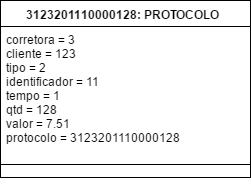 3123201110000128: PROTOCOLO
corretora = 3
cliente = 123
tipo = 2
identificador = 11
tempo = 1
qtd = 128
valor = 7.51
protocolo = 3123201110000128